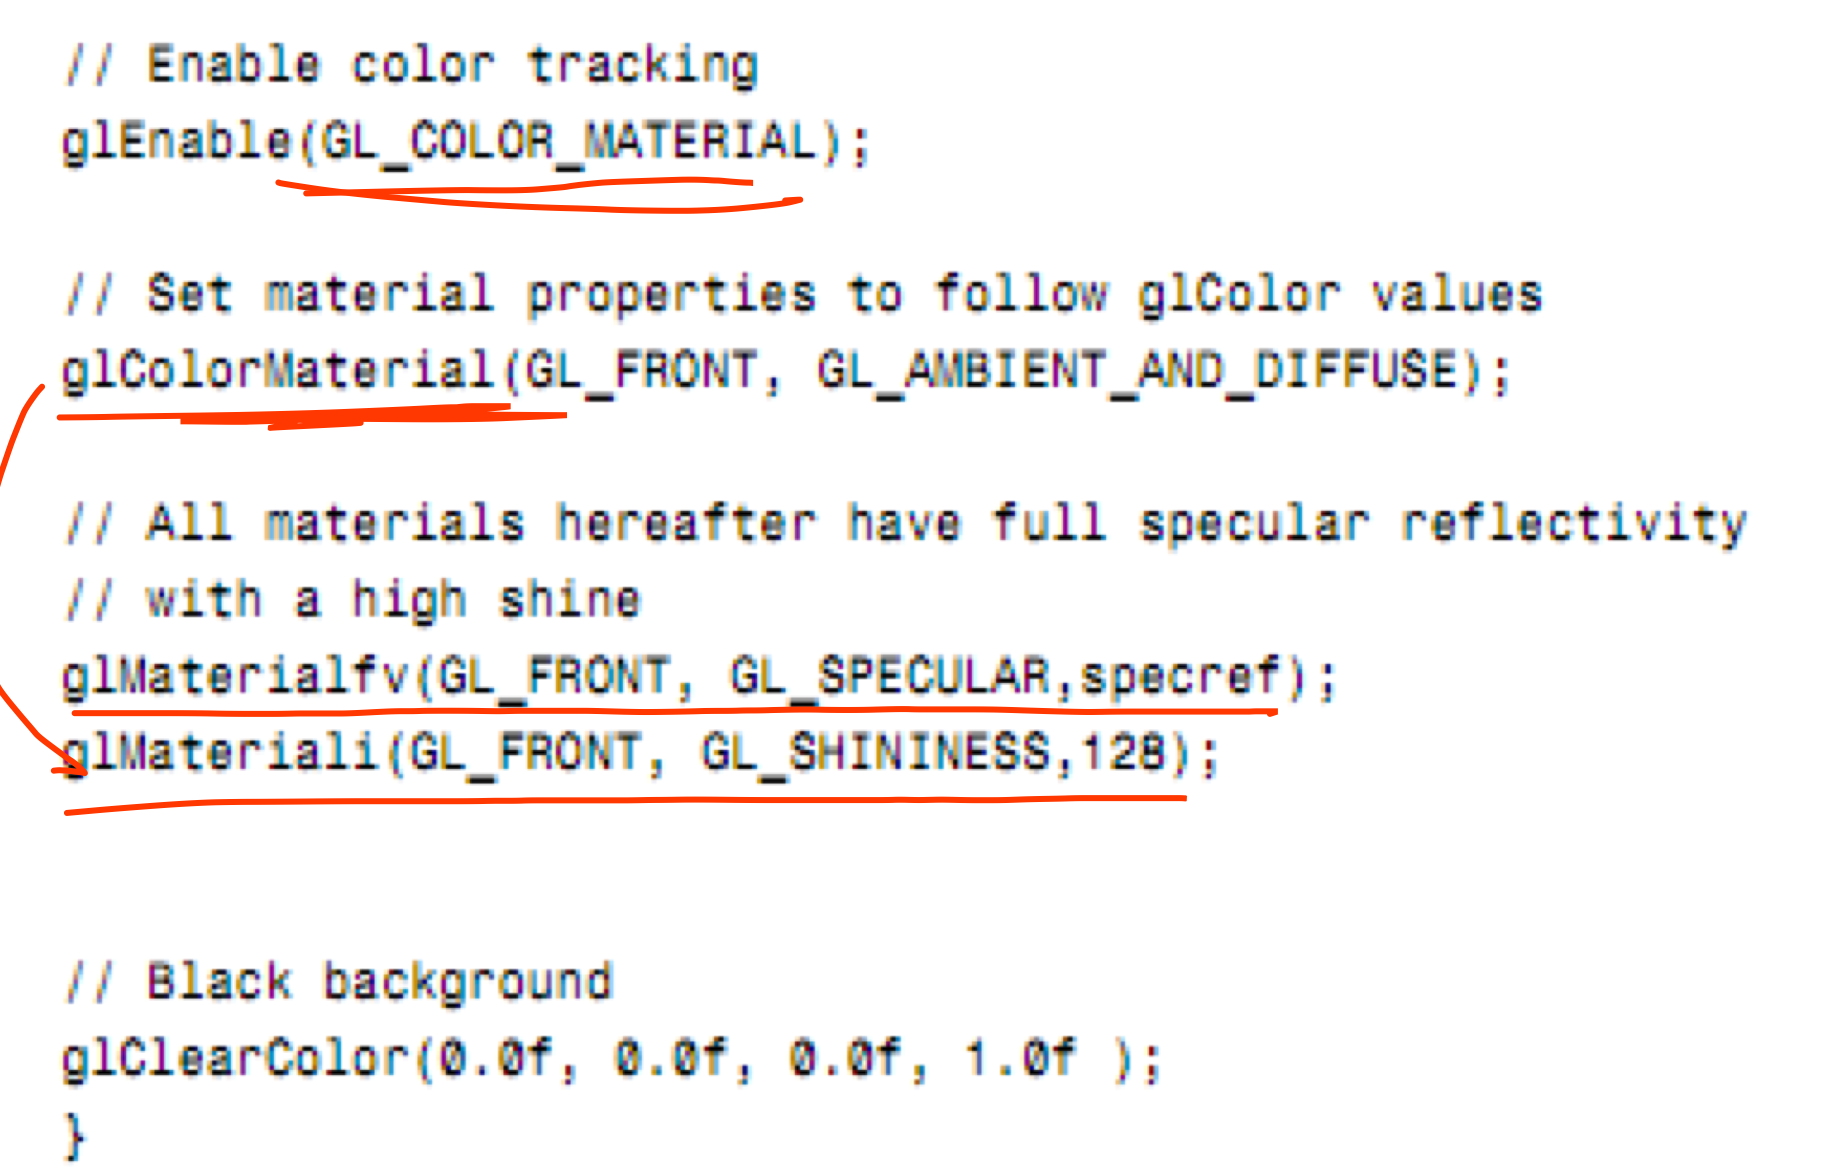 // Enable color tracking
glEnable(GL_COLOR_MATERIAL);
// Set material properties to follow glColor values
glColorMaterial(GL_FRONT, GL_AMBIENT_AND_DIFFUSE);
// All materials hereafter have full specular reflectivity
// with a high shine
glMaterialfv(GL_FRONT, GL_SPECULAR,specref);
glMateriali(GL_FRONT, GL_SHININESS,128);
// Black background
glClearColor(0.0f, 0.0f, 0.0f, 1.0f );
}